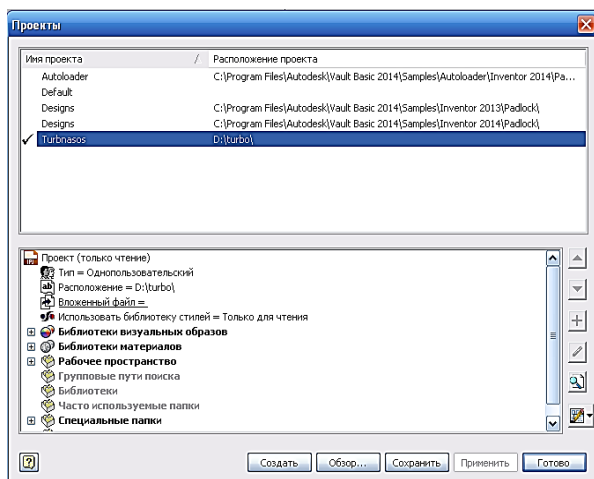 Проекты
Имя проекта / Расположение проекта
Autoloader C:\Program Files\Autodesk\Vault Basic 2014\Samples\Autoloader\Inventor 2014\Pa...
Default
Designs C:\Program Files\Autodesk\Vault Basic 2014\Samples\Inventor 2013\Padlock\
Designs C:\Program Files\Autodesk\Vault Basic 2014\Samples\Inventor 2014\Padlock\
Turbnasos D:\turbo\
Проект (только чтение)
Тип = Однопользовательский
Расположение = D:\turbo\
Вложенный файл =
Использовать библиотеку стилей = Только для чтения
Библиотеки визуальных образов
Библиотеки материалов
Рабочее пространство
Групповые пути поиска
Библиотеки
Часто используемые папки
Специальные папки
Создать Обзор... Сохранить Применить Готово